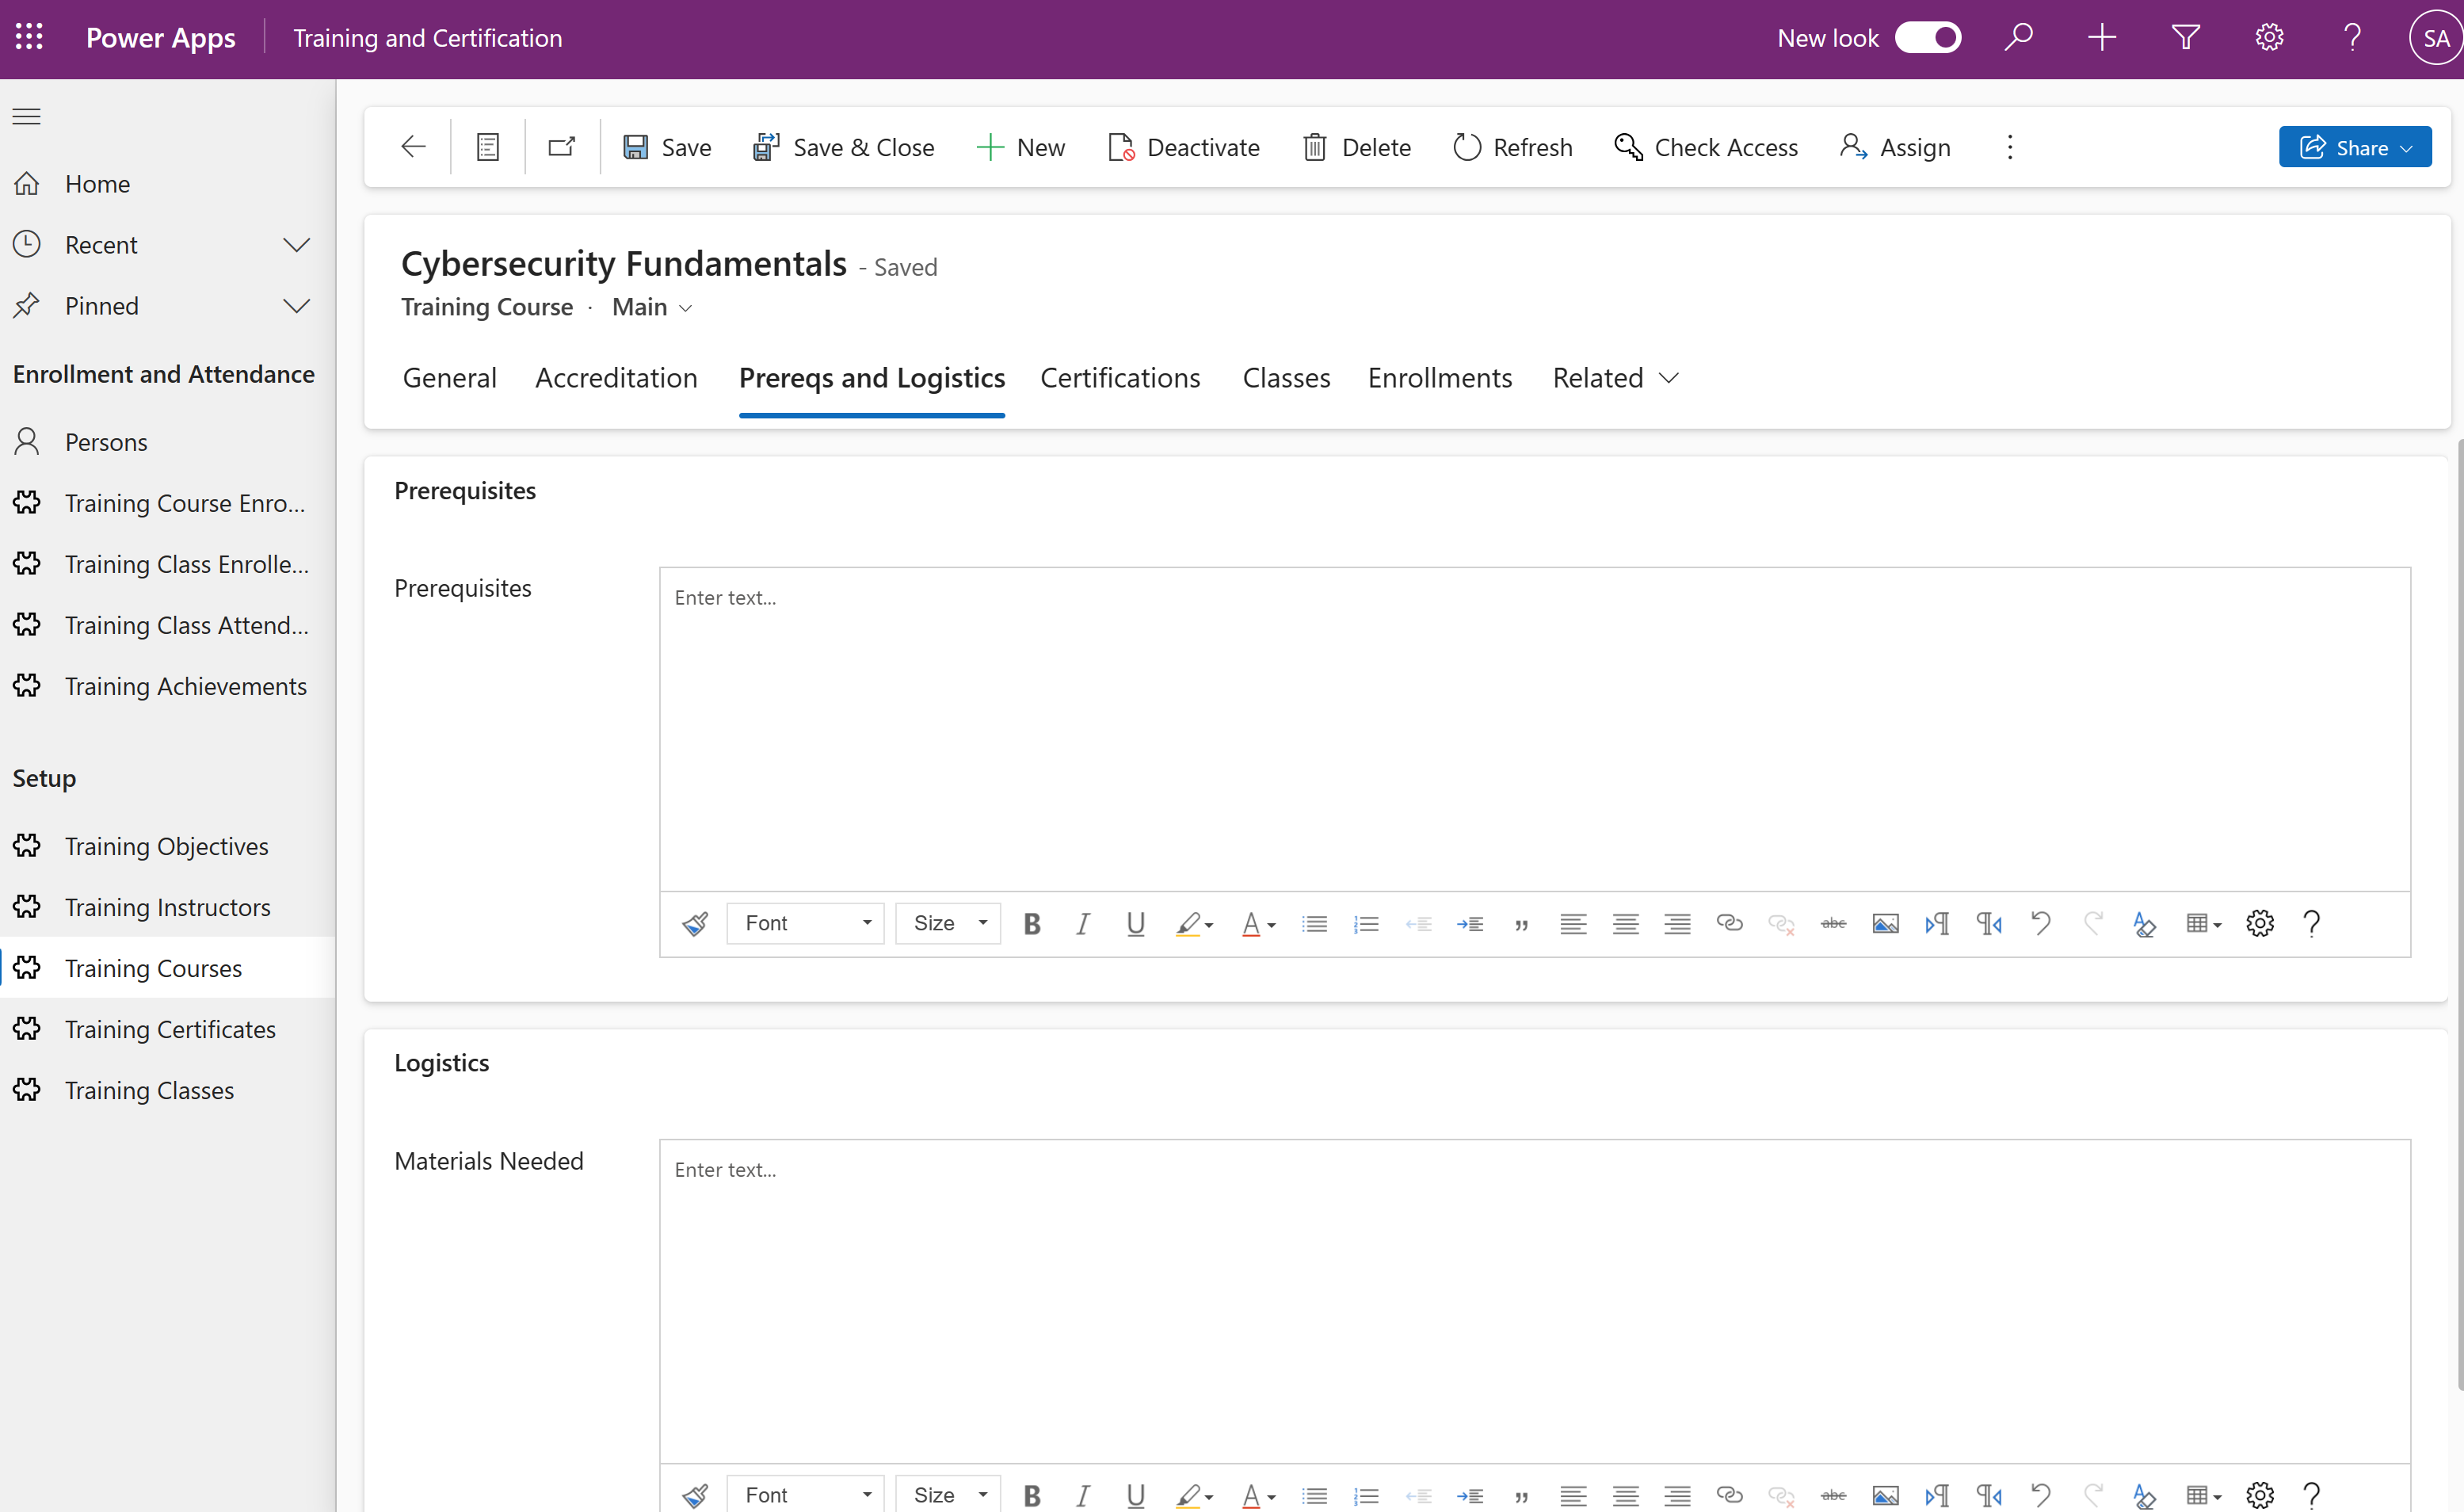 Power Apps
Training and Certification
New look
SA
Save
Save & Close
New
Deactivate
Delete
Refresh
Check Access
Assign
Share
Home
Recent
Pinned
Enrollment and Attendance
Persons
Training Course Enro...
Training Class Enrolle...
Training Class Attend...
Training Achievements
Setup
Training Objectives
Training Instructors
Training Courses
Training Certificates
Training Classes
Cybersecurity Fundamentals - Saved
Training Course · Main
General Accreditation Prereqs and Logistics Certifications Classes Enrollments Related
Prerequisites
Prerequisites
Enter text...
Font Size B I U A abc
Logistics
Materials Needed
Enter text...
Font Size B I U A abc